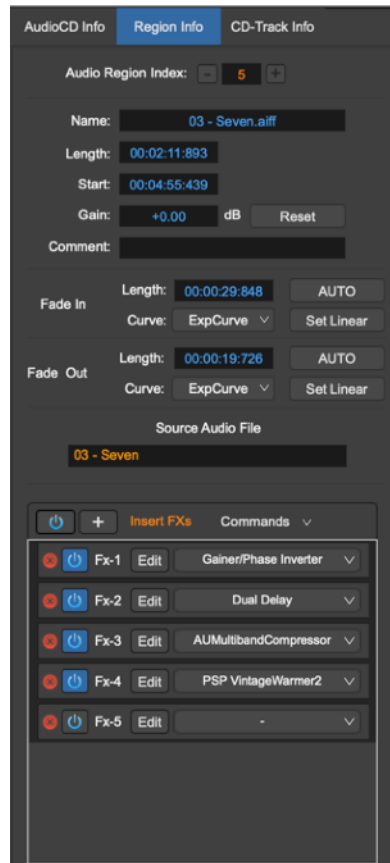 AudioCD Info Region Info CD-Track Info
Audio Region Index: - 5 +
Name: 03 - Seven.aiff
Length: 00:02:11:893
Start: 00:04:55:439
Gain: +0.00 dB Reset
Comment:
Fade In
Length: 00:00:29:848 AUTO
Curve: ExpCurve Set Linear
Fade Out
Length: 00:00:19:726 AUTO
Curve: ExpCurve Set Linear
Source Audio File
03 - Seven
+ Insert FXs Commands
Fx-1 Edit Gainer/Phase Inverter
Fx-2 Edit Dual Delay
Fx-3 Edit AUMultibandCompressor
Fx-4 Edit PSP VintageWarmer2
Fx-5 Edit -